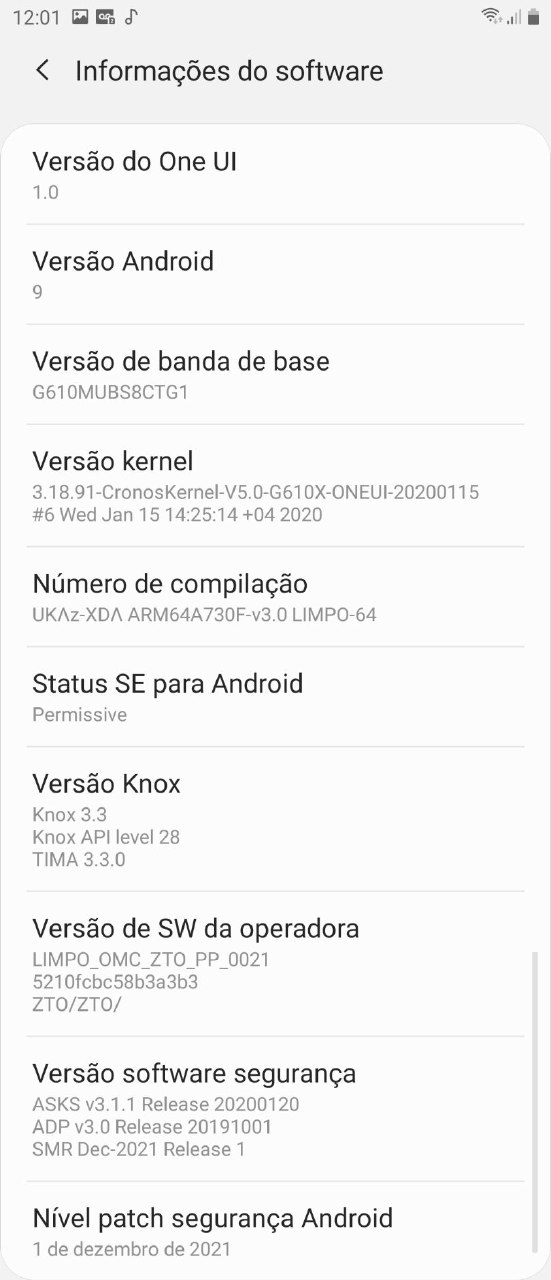 12:01
Informações do software
Versão do One UI
1.0
Versão Android
9
Versão de banda de base
G610MUBS8CTG1
Versão kernel
3.18.91-CronosKernel-V5.0-G610X-ONEUI-20200115
#6 Wed Jan 15 14:25:14 +04 2020
Número de compilação
UKΛz-XDΛ ARM64A730F-v3.0 LIMPO-64
Status SE para Android
Permissive
Versão Knox
Knox 3.3
Knox API level 28
TIMA 3.3.0
Versão de SW da operadora
LIMPO_OMC_ZTO_PP_0021
5210fcbc58b3a3b3
ZTO/ZTO/
Versão software segurança
ASKS v3.1.1 Release 20200120
ADP v3.0 Release 20191001
SMR Dec-2021 Release 1
Nível patch segurança Android
1 de dezembro de 2021